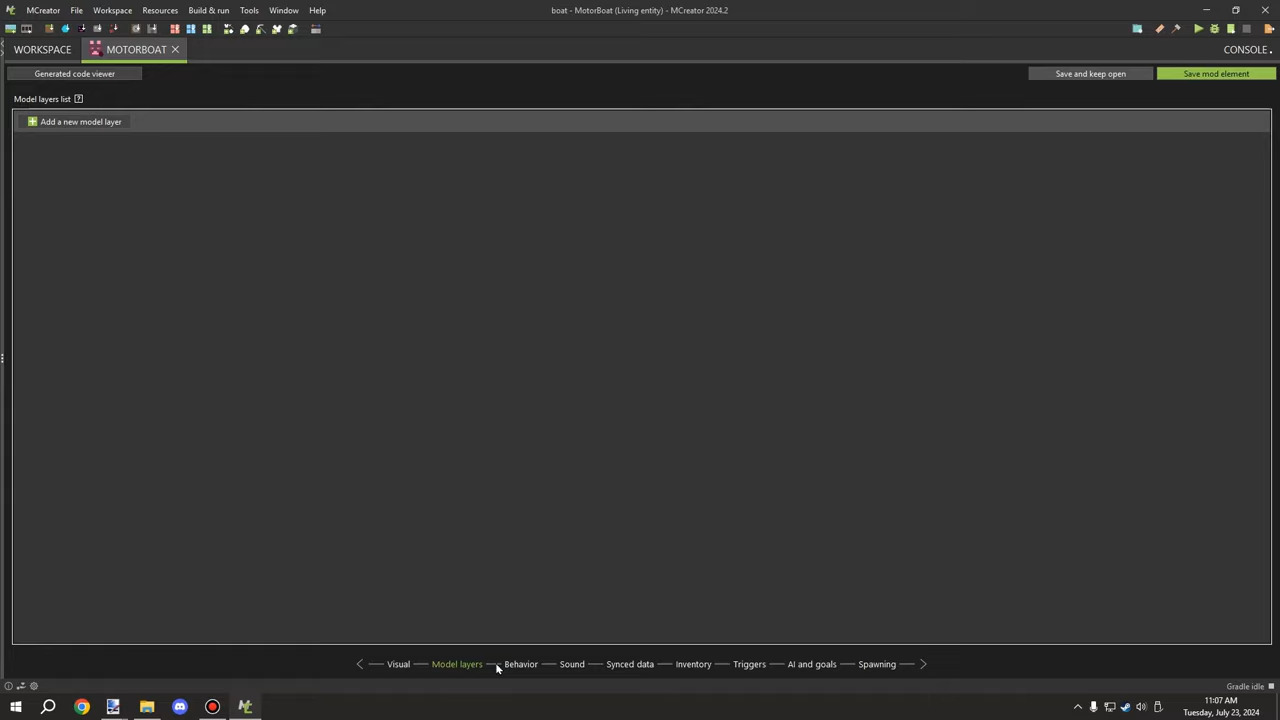 MCreator File Workspace Resources Build & run Tools Window Help boat - MotorBoat (Living entity) - MCreator 2024.2
WORKSPACE MOTORBOAT CONSOLE
Generated code viewer Save and keep open Save mod element
Model layers list [?]
Add a new model layer
Visual Model layers Behavior Sound Synced data Inventory Triggers AI and goals Spawning
Gradle idle
11:07 AM
Tuesday, July 23, 2024